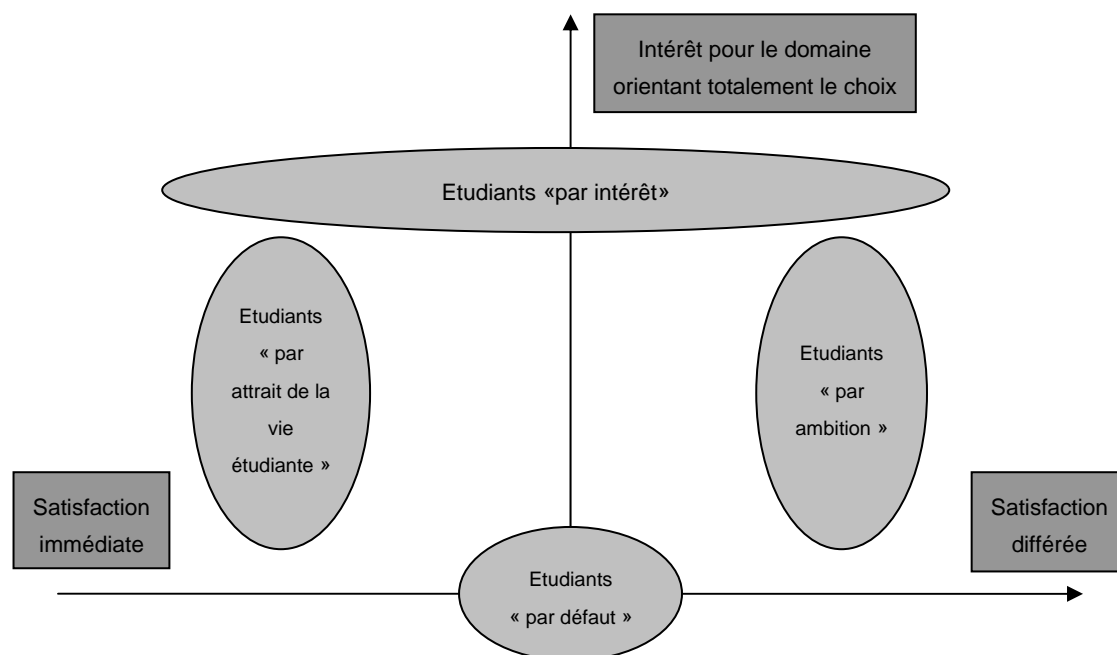 Intérêt pour le domaine
orientant totalement le choix
Etudiants «par intérêt»
Etudiants
« par
attrait de la
vie
étudiante »
Etudiants
« par
ambition »
Satisfaction
immédiate
Satisfaction
différée
Etudiants
« par défaut »